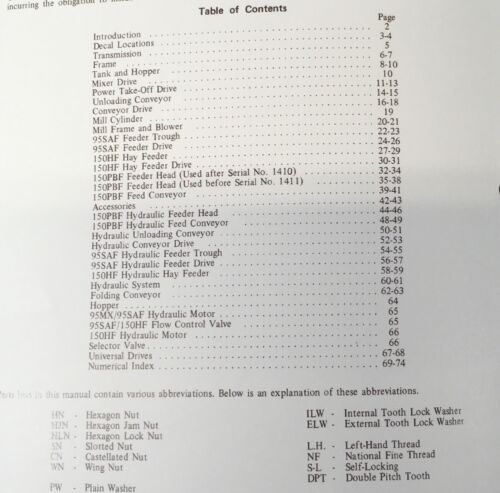 incurring the obligation to
Table of Contents
Page
Introduction 2
Decal Locations 3-4
Transmission 5
Frame 6-7
Tank and Hopper 8-10
Mixer Drive 10
Power Take-Off Drive 11-13
Unloading Conveyor 14-15
Conveyor Drive 16-18
Mill Cylinder 19
Mill Frame and Blower 20-21
95SAF Feeder Trough 22-23
95SAF Feeder Drive 24-26
150HF Hay Feeder 27-29
150HF Hay Feeder Drive 30-31
150PBF Feeder Head (Used after Serial No. 1410) 32-34
150PBF Feeder Head (Used before Serial No. 1411) 35-38
150PBF Feed Conveyor 39-41
Accessories 42-43
150PBF Hydraulic Feeder Head 44-46
150PBF Hydraulic Feed Conveyor 48-49
Hydraulic Unloading Conveyor 50-51
Hydraulic Conveyor Drive 52-53
95SAF Hydraulic Feeder Trough 54-55
95SAF Hydraulic Feeder Drive 56-57
150HF Hydraulic Hay Feeder 58-59
Hydraulic System 60-61
Folding Conveyor 62-63
Hopper 64
95MX/95SAF Hydraulic Motor 65
95SAF/150HF Flow Control Valve 65
150HF Hydraulic Motor 66
Selector Valve 66
Universal Drives 67-68
Numerical Index 69-74
in this manual contain various abbreviations. Below is an explanation of these abbreviations.
HN - Hexagon Nut
HJN - Hexagon Jam Nut
HLN - Hexagon Lock Nut
SN - Slotted Nut
CN - Castellated Nut
WN - Wing Nut
PW - Plain Washer
ILW - Internal Tooth Lock Washer
ELW - External Tooth Lock Washer
L.H. - Left-Hand Thread
NF - National Fine Thread
S-L - Self-Locking
DPT - Double Pitch Tooth